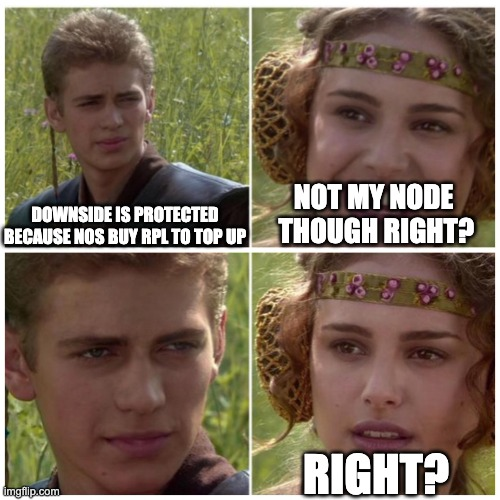 DOWNSIDE IS PROTECTED
BECAUSE NOS BUY RPL TO TOP UP
NOT MY NODE
THOUGH RIGHT?
RIGHT?
imgflip.com